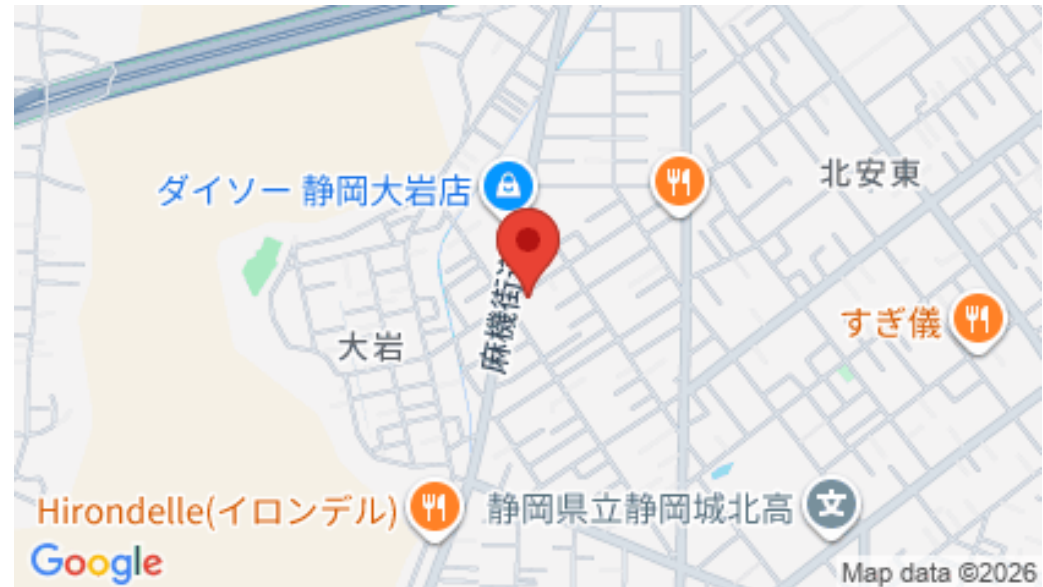 北安東
ダイソー 静岡大岩店
麻機街
すぎ儀
大岩
Hirondelle(イロンデル)
静岡県立静岡城北高
文
Google
Map data ©2026